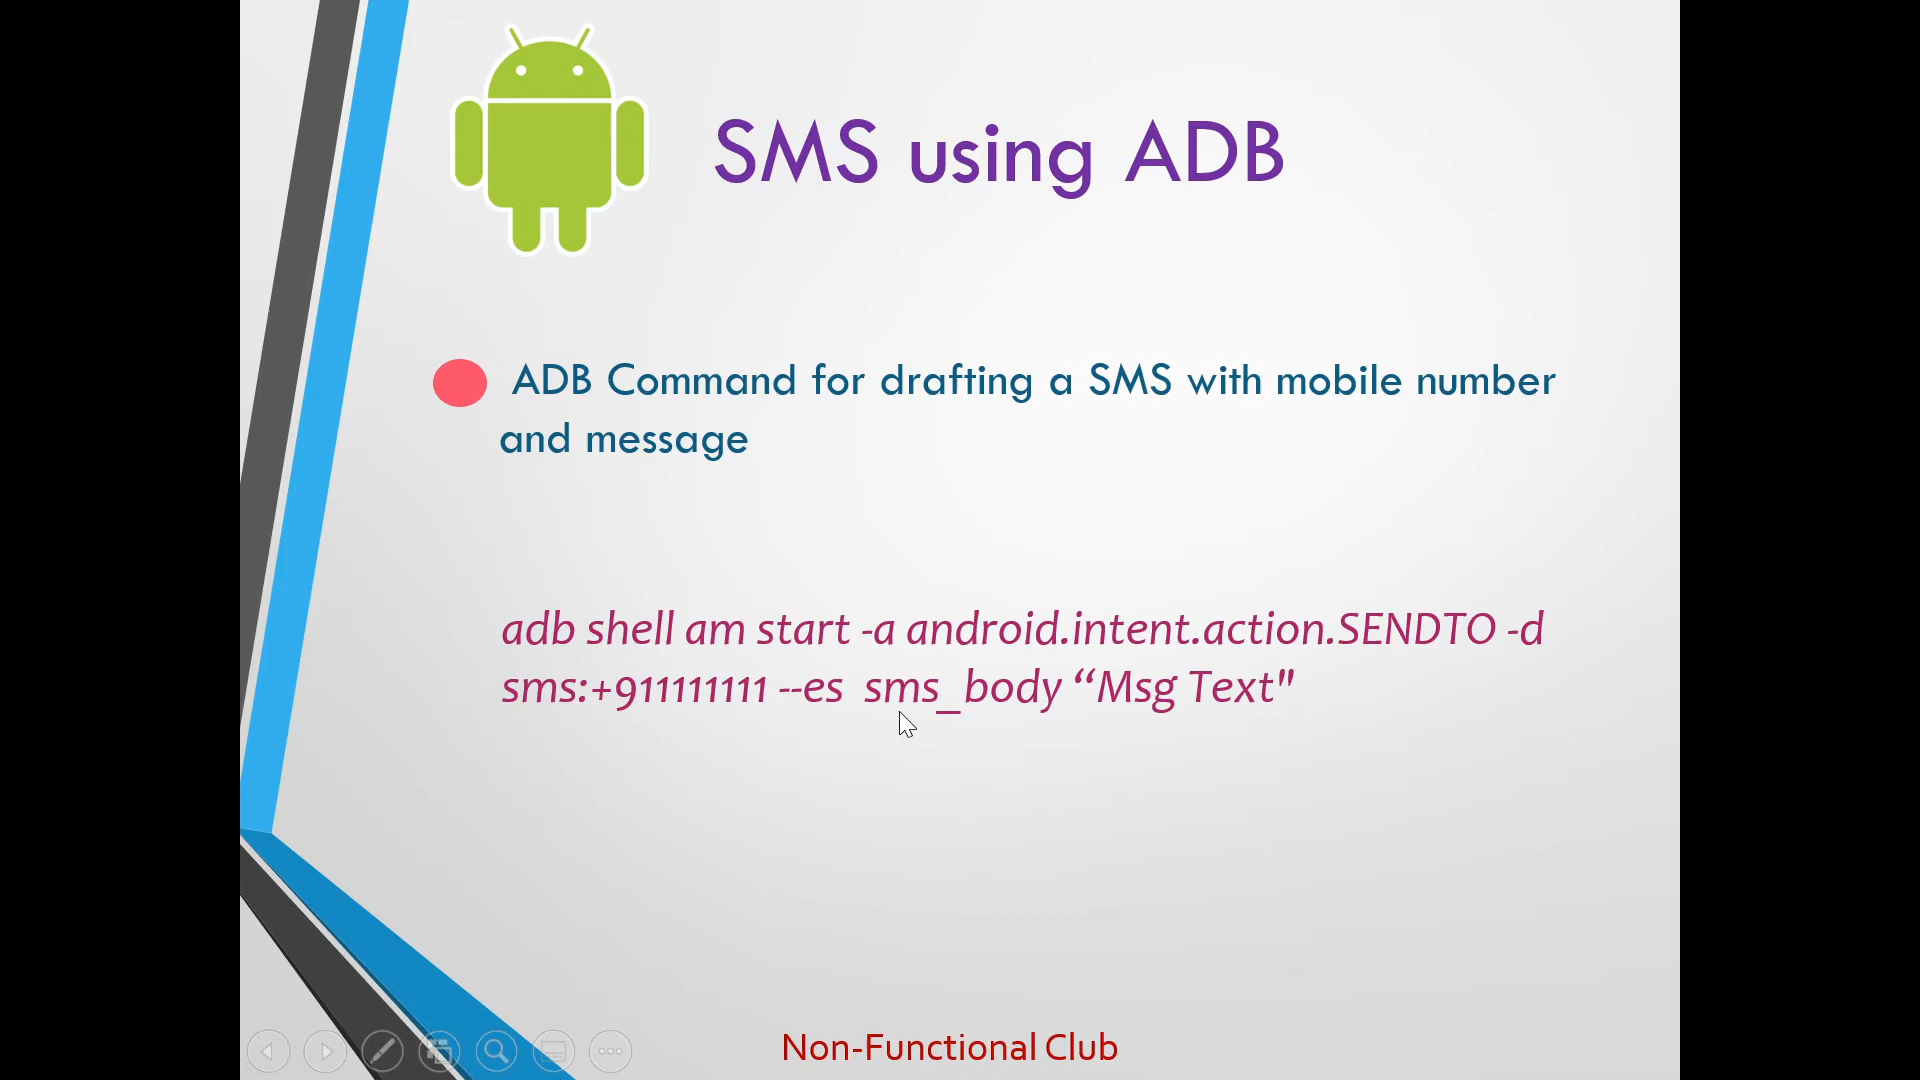 SMS using ADB
ADB Command for drafting a SMS with mobile number
and message
adb shell am start -a android.intent.action.SENDTO -d
sms:+911111111 --es  sms_body “Msg Text"
Non-Functional Club